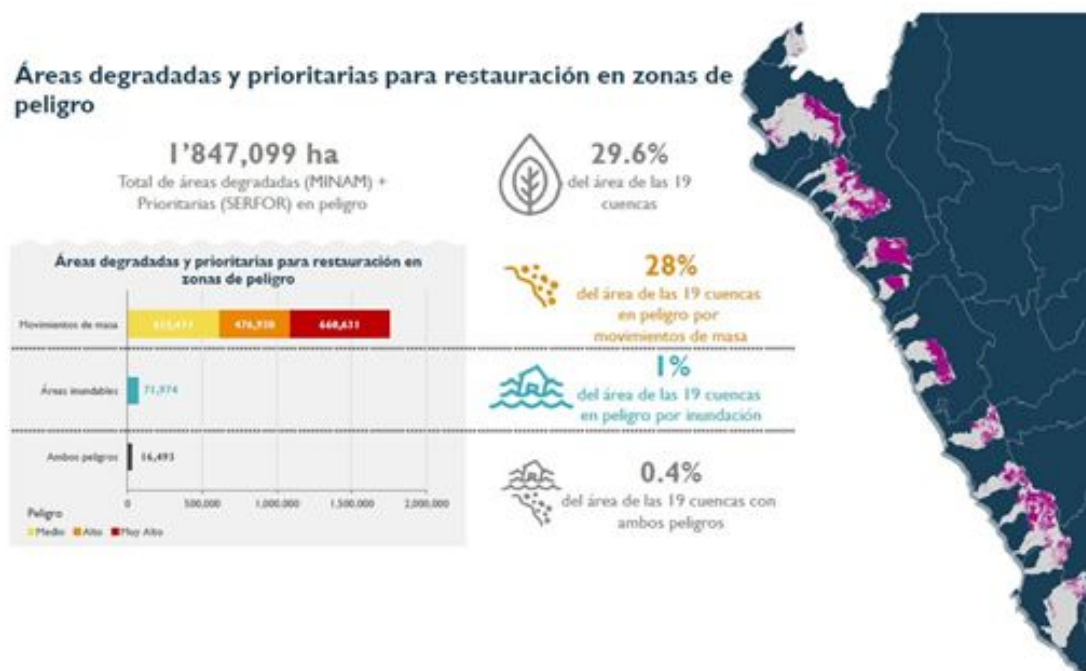 Áreas degradadas y prioritarias para restauración en zonas de
peligro
1’847,099 ha
Total de áreas degradadas (MINAM) +
Prioritarias (SERFOR) en peligro
29.6%
del área de las 19
cuencas
Áreas degradadas y prioritarias para restauración en
zonas de peligro
Movimientos de masa
476,950
660,631
Áreas inundables
71,974
Ambos peligros
16,493
0
500,000
1,000,000
1,500,000
2,000,000
Peligro
Medio
Alto
Muy Alto
28%
del área de las 19 cuencas
en peligro por
movimientos de masa
1%
del área de las 19 cuencas
en peligro por inundación
0.4%
del área de las 19 cuencas con
ambos peligros